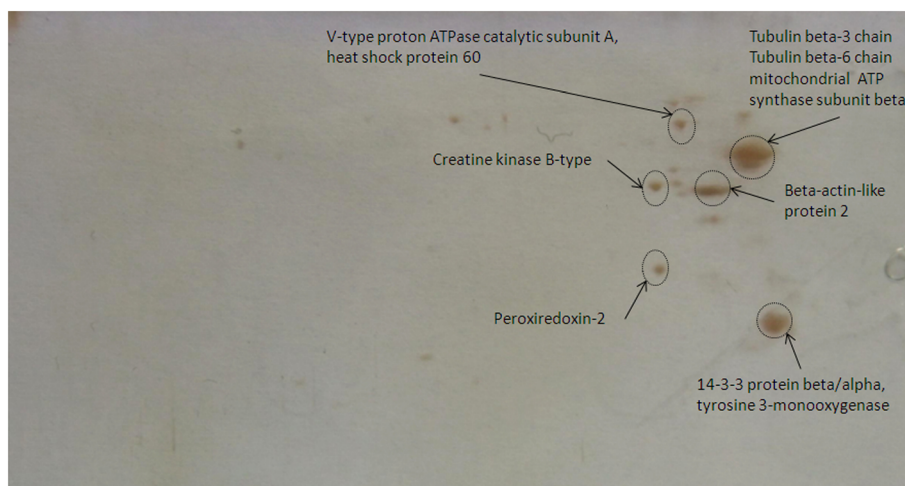 V-type proton ATPase catalytic subunit A,
heat shock protein 60
Tubulin beta-3 chain
Tubulin beta-6 chain
mitochondrial ATP
synthase subunit beta
Creatine kinase B-type
Beta-actin-like
protein 2
Peroxiredoxin-2
14-3-3 protein beta/alpha,
tyrosine 3-monooxygenase